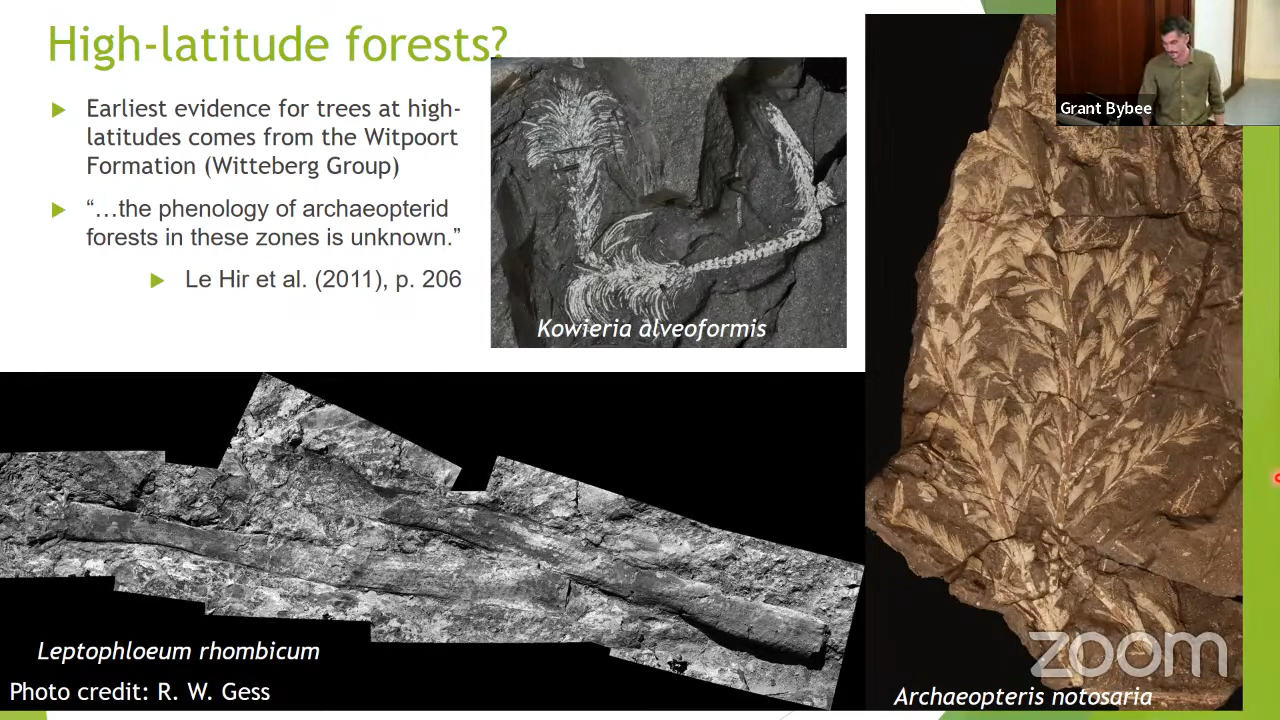 High-latitude forests?
Earliest evidence for trees at high-
latitudes comes from the Witpoort
Formation (Witteberg Group)
“…the phenology of archaeopterid
forests in these zones is unknown.”
Le Hir et al. (2011), p. 206
Kowieria alveoformis
Grant Bybee
Leptophloeum rhombicum
Photo credit: R. W. Gess
Archaeopteris notosaria
zoom